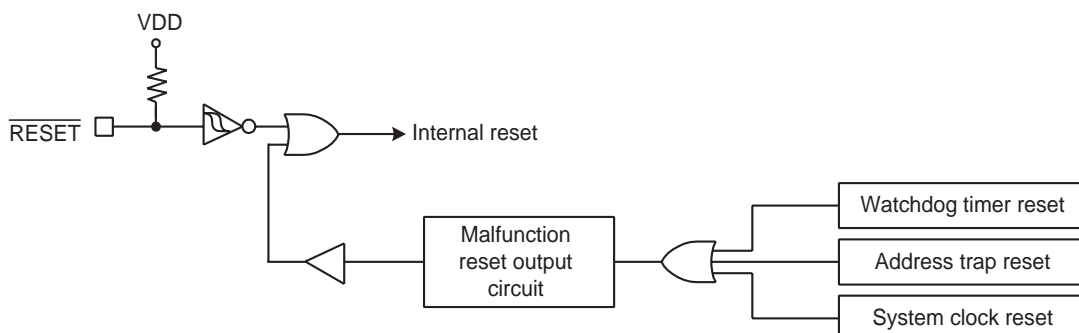 VDD
RESET
Internal reset
Watchdog timer reset
Malfunction
reset output
circuit
Address trap reset
System clock reset